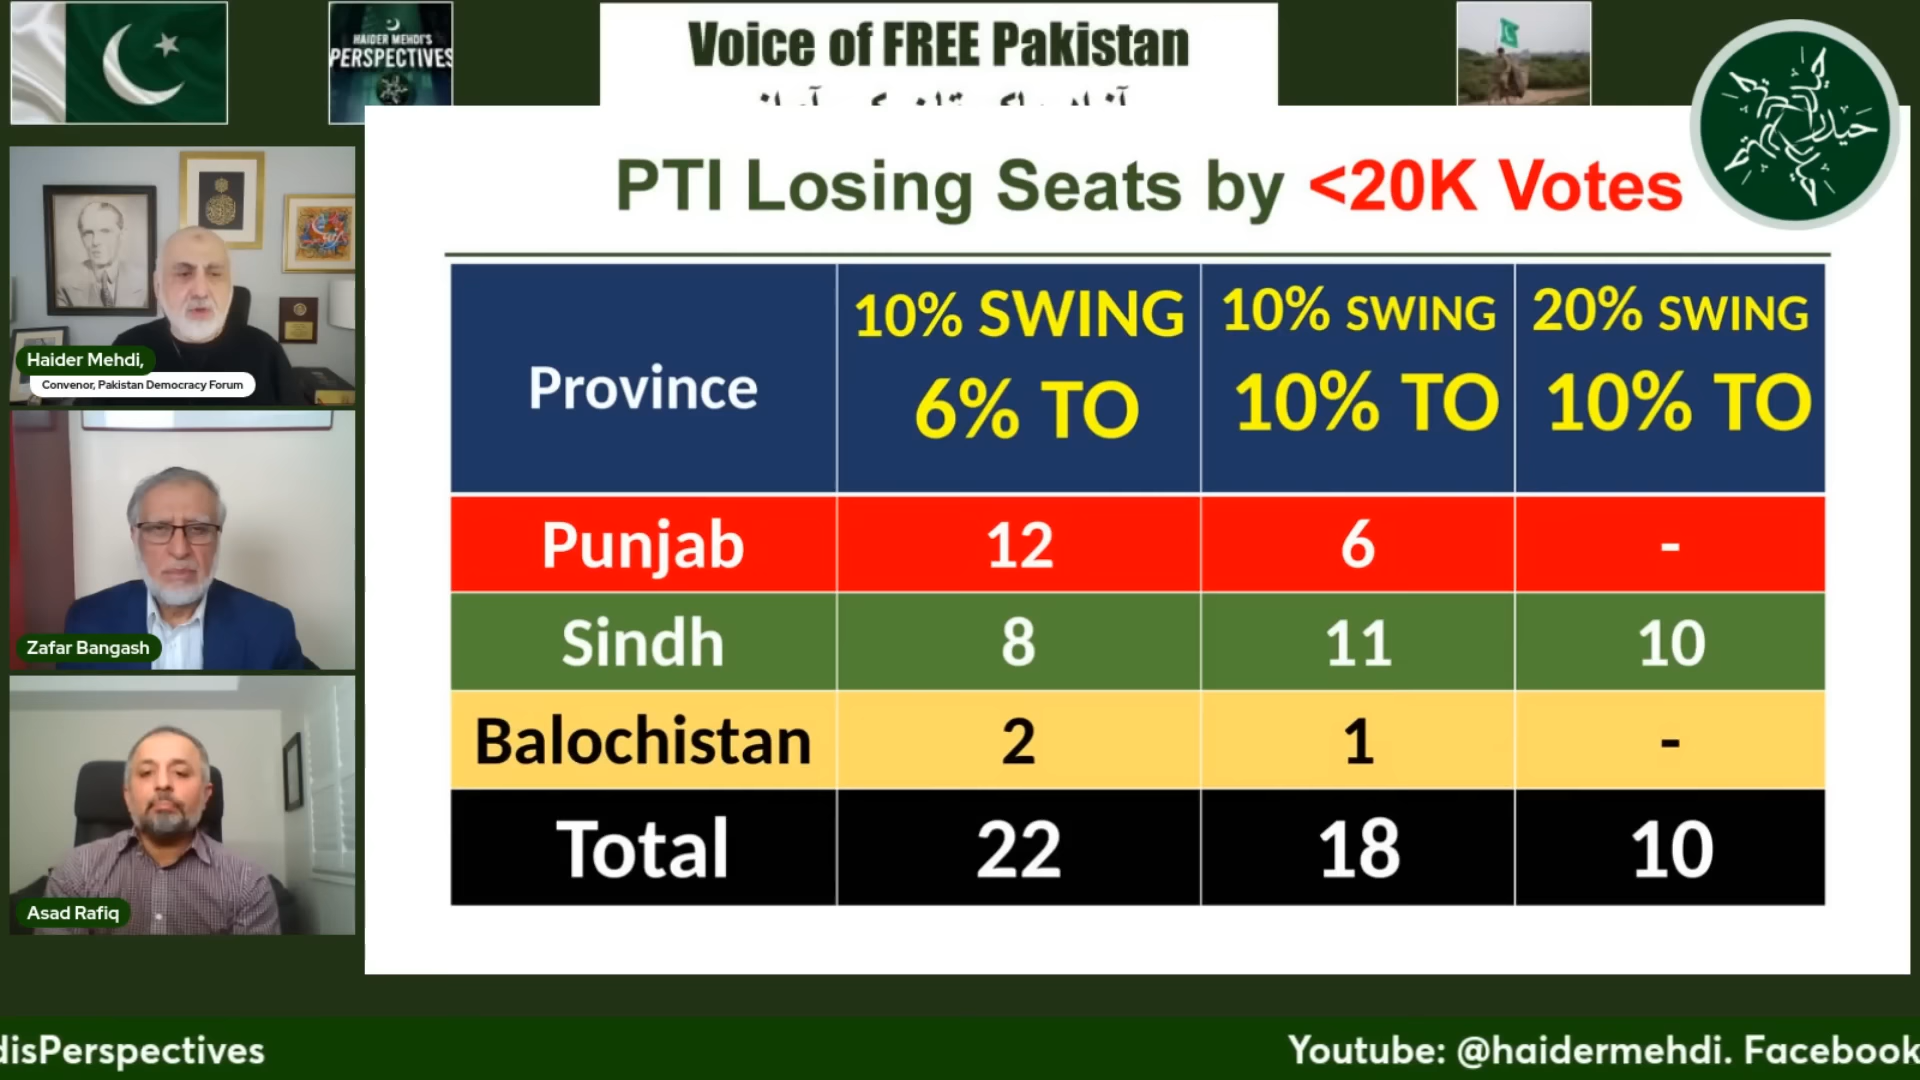 HAIDER MEHDI'S
PERSPECTIVES
Voice of FREE Pakistan
PTI Losing Seats by <20K Votes
Province
10% SWING
6% TO
10% SWING
10% TO
20% SWING
10% TO
Punjab 12 6 -
Sindh 8 11 10
Balochistan 2 1 -
Total 22 18 10
Haider Mehdi,
Convenor, Pakistan Democracy Forum
Zafar Bangash
Asad Rafiq
disPerspectives
Youtube: @haidermehdi. Facebook